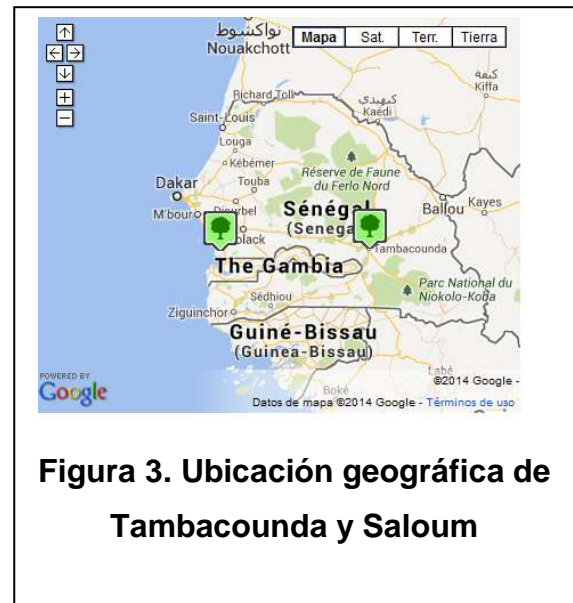 نواكشوط
Nouakchott
Mapa Sat. Terr. Tierra
كيفة
Kiffa
Richard Toll
كيهيدي
Kaédi
Saint-Louis
Louga
Kébémer
Réserve de Faune
du Ferlo Nord
Dakar
Touba
Kayes
Sénégal
Ballou
M'bour
(Senega
Tambacounda
The Gambia
Parc National du
Niokolo-Koba
Sédhiou
Ziguinchor
Guiné-Bissau
(Guinea-Bissau)
Labé
POWERED BY
Google
Boké
©2014 Google -
Datos de mapa ©2014 Google - Términos de uso
Figura 3. Ubicación geográfica de
Tambacounda y Saloum